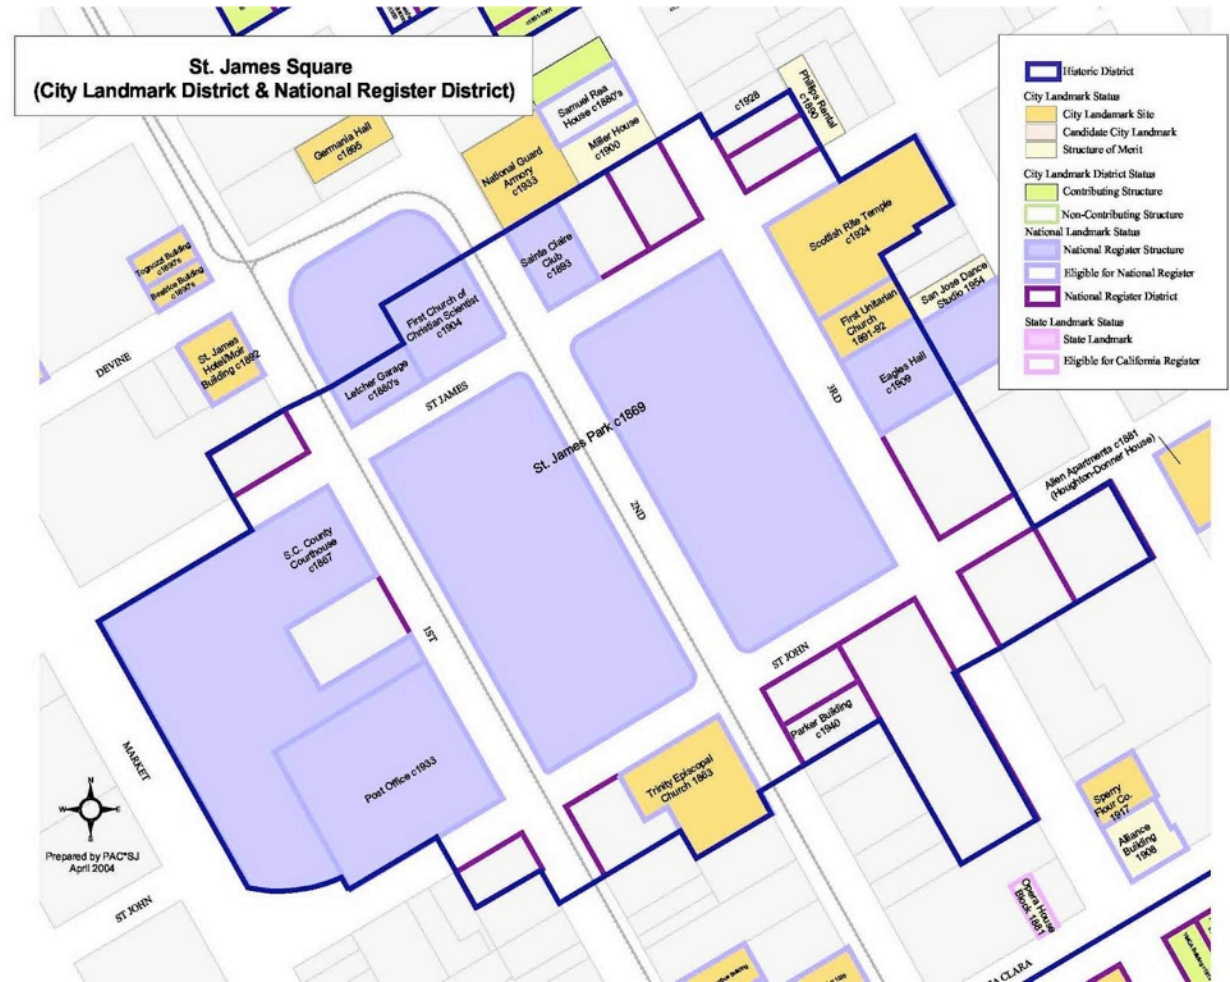 St. James Square
(City Landmark District & National Register District)
Historic District
City Landmark Status
City Landamark Site
Candidate City Landmark
Structure of Merit
City Landmark District Status
Contributing Structure
Non-Contributing Structure
National Landmark Status
National Register Structure
Eligible for National Register
National Register District
State Landmark Status
State Landmark
Eligible for California Register
c1928
Phillips Rental
c1890
Samuel Rea
House c1880's
Miller House
c1900
Germania Hall
c1895
National Guard
Armory
c1933
Scottish Rite Temple
c1924
Tognozzi Building
c1890's
Beatrice Building
c1890's
Sainte Claire
Club
c1893
San Jose Dance
Studio 1954
First Church of
Christian Scientist
c1904
First Unitarian
Church
1891-92
DEVINE
St. James
Hotel/Moir
Building c1892
Letcher Garage
c1880's
ST JAMES
Eagles Hall
c1909
3RD
St. James Park c1869
Allen Apartments c1881
(Houghton-Donner House)
2ND
S.C. County
Courthouse
c1867
1ST
ST JOHN
Parker Building
c1940
MARKET
Post Office c1933
Trinity Episcopal
Church 1863
Sperry
Flour Co.
1917
Alliance
Building
1908
N
W
E
S
Prepared by PAC*SJ
April 2004
ST JOHN
Opera House
Block 1881
CLARA